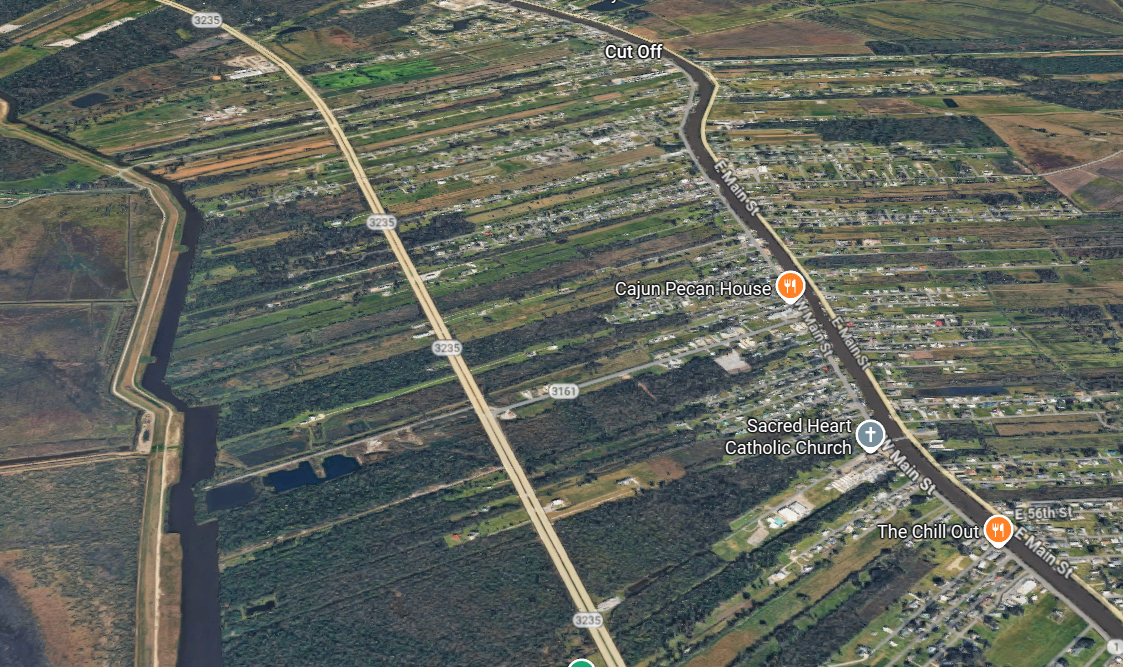 3235
Cut Off
E Main St
3235
Cajun Pecan House
W Main St
E Main St
3235
3161
Sacred Heart
Catholic Church
W Main St
E 56th St
The Chill Out
E Main St
3235
1